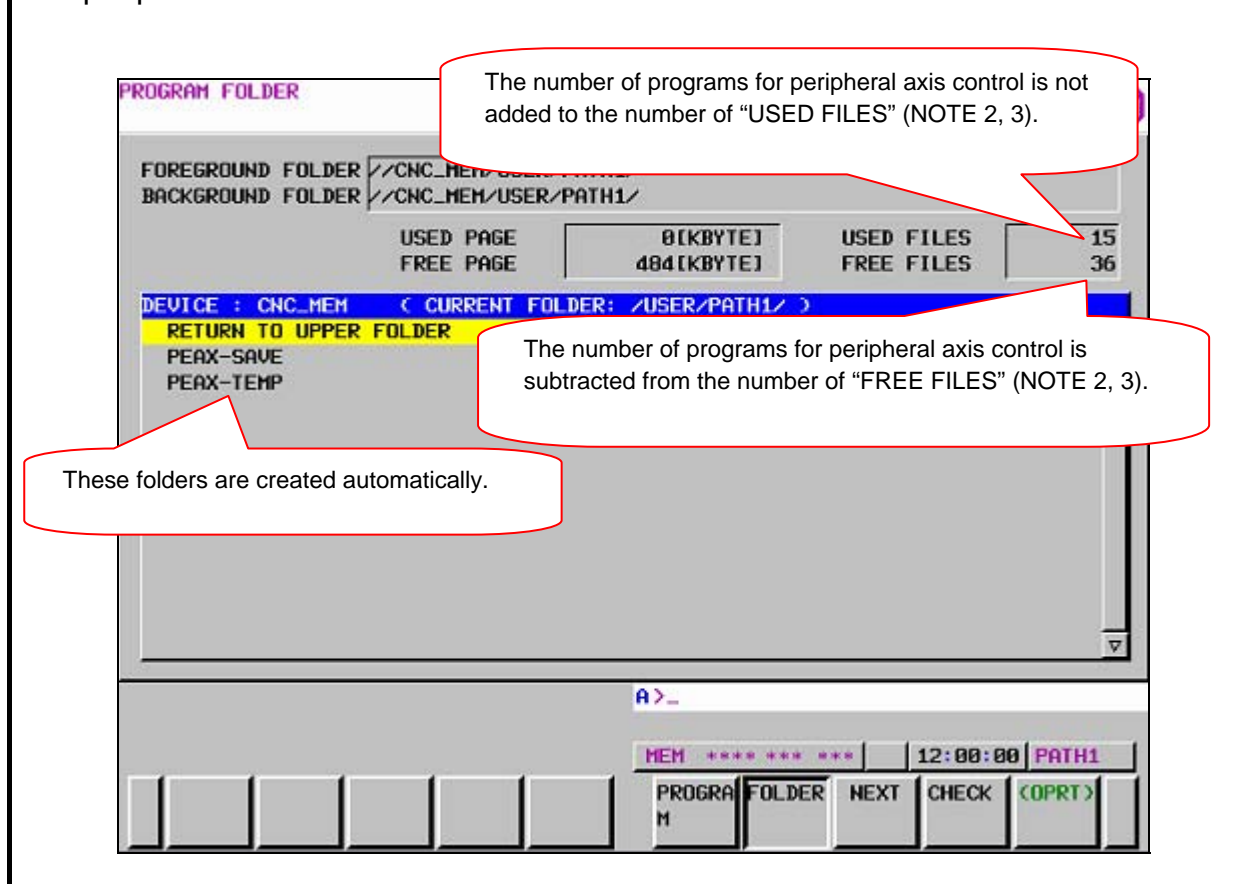 PROGRAM FOLDER
The number of programs for peripheral axis control is not
added to the number of “USED FILES” (NOTE 2, 3).
FOREGROUND FOLDER //CNC_MEM/USER/PATH1/
BACKGROUND FOLDER //CNC_MEM/USER/PATH1/
USED PAGE 0[KBYTE] USED FILES 15
FREE PAGE 484[KBYTE] FREE FILES 36
DEVICE : CNC_MEM ( CURRENT FOLDER: /USER/PATH1/ )
RETURN TO UPPER FOLDER
PEAX-SAVE
PEAX-TEMP
The number of programs for peripheral axis control is
subtracted from the number of “FREE FILES” (NOTE 2, 3).
These folders are created automatically.
A>_
MEM **** *** *** 12:00:00 PATH1
PROGRA FOLDER NEXT CHECK (OPRT)
M